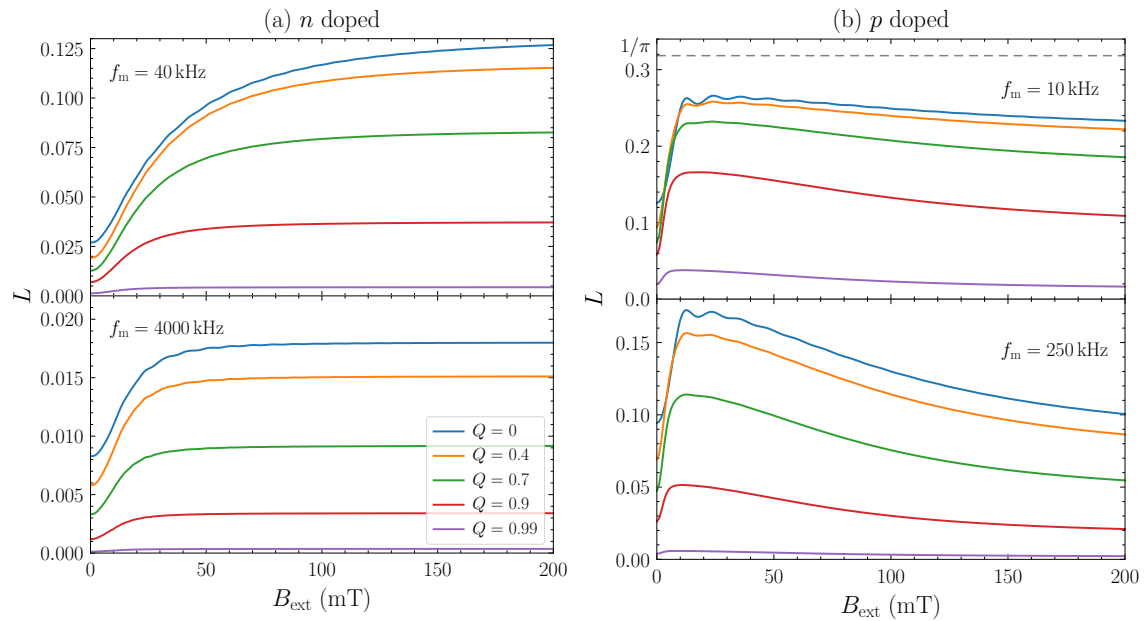 (a) n doped
0.125
0.100
0.075
0.050
0.025
0.000
f_m = 40 kHz
0.020
0.015
0.010
0.005
0.000
f_m = 4000 kHz
L
Q = 0
Q = 0.4
Q = 0.7
Q = 0.9
Q = 0.99
0 50 100 150 200
B_ext (mT)
(b) p doped
1/π
0.3
0.2
0.1
0.0
f_m = 10 kHz
0.15
0.10
0.05
0.00
f_m = 250 kHz
L
0 50 100 150 200
B_ext (mT)